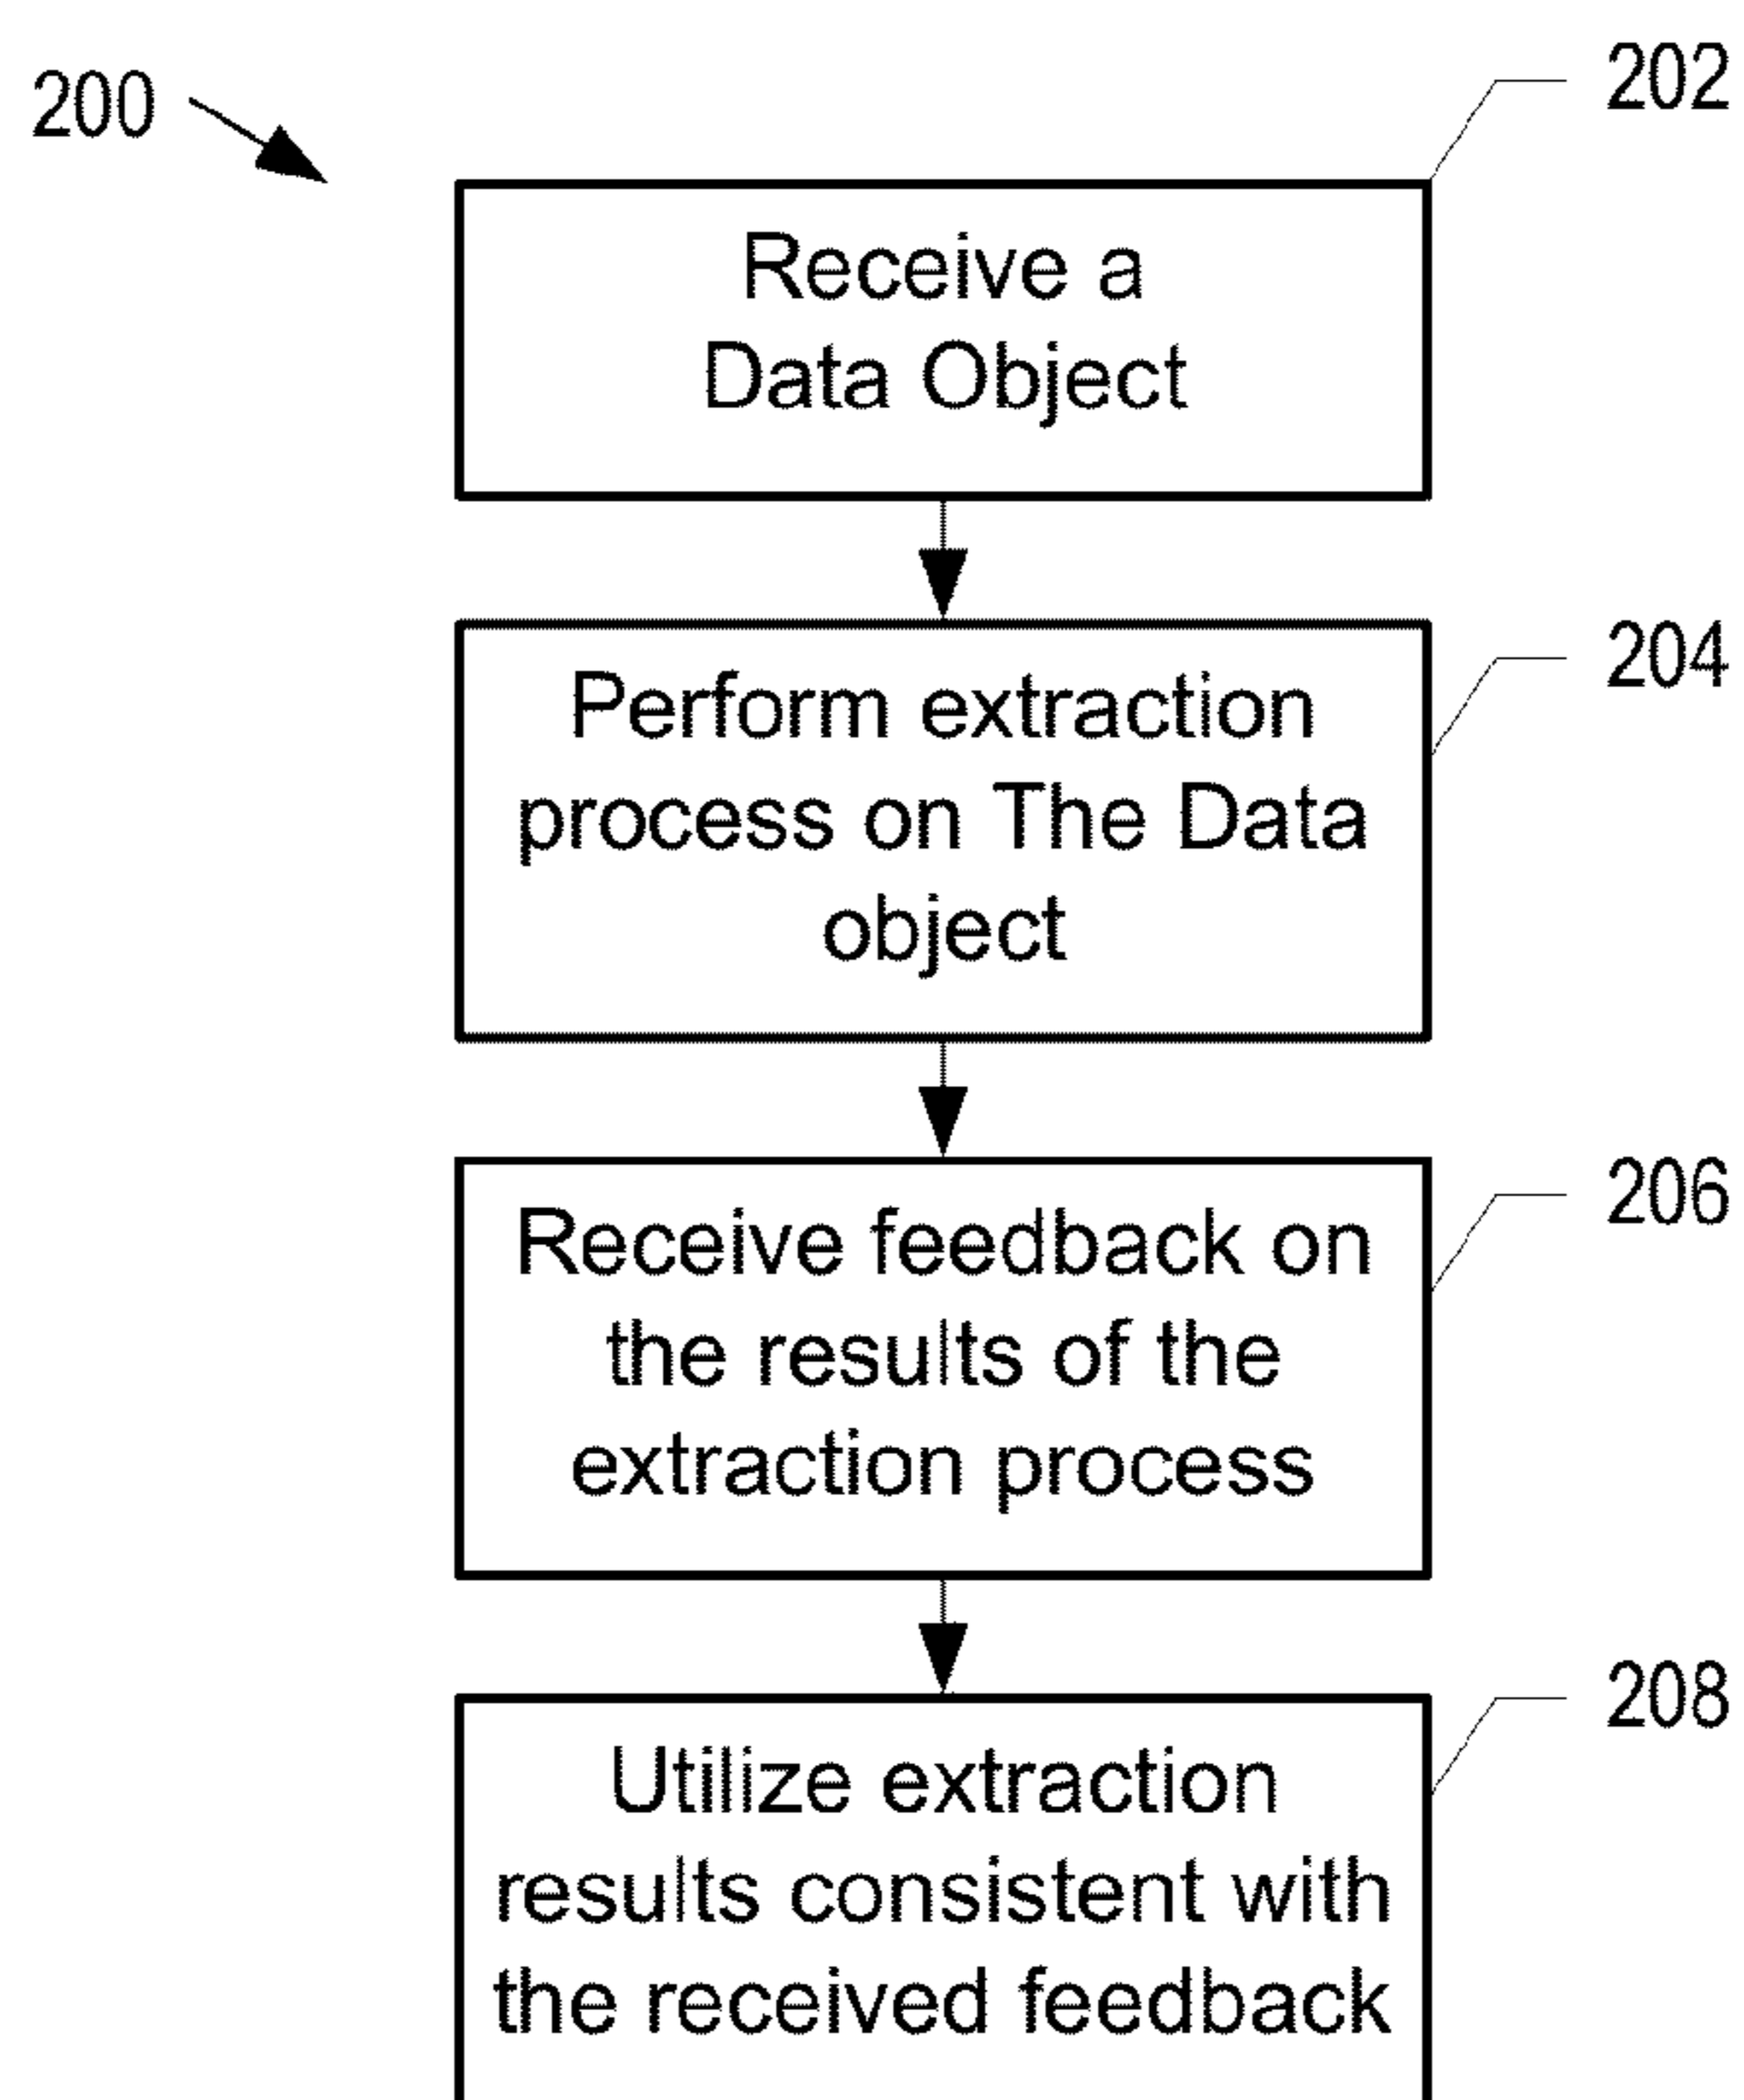 200
202
Receive a
Data Object
204
Perform extraction
process on The Data
object
206
Receive feedback on
the results of the
extraction process
208
Utilize extraction
results consistent with
the received feedback